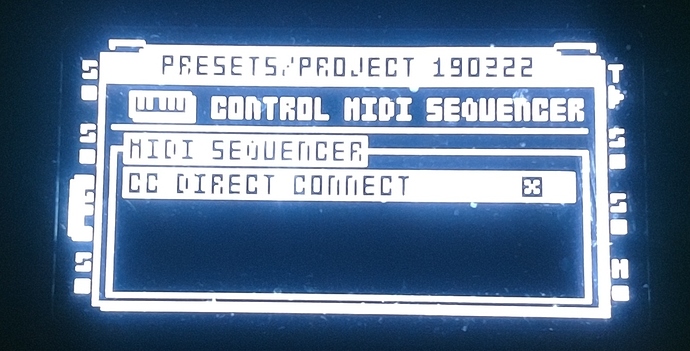 PRESETS/PROJECT 190222
CONTROL MIDI SEQUENCER
MIDI SEQUENCER
CC DIRECT CONNECT
S
S
S
S
T
S
S
M